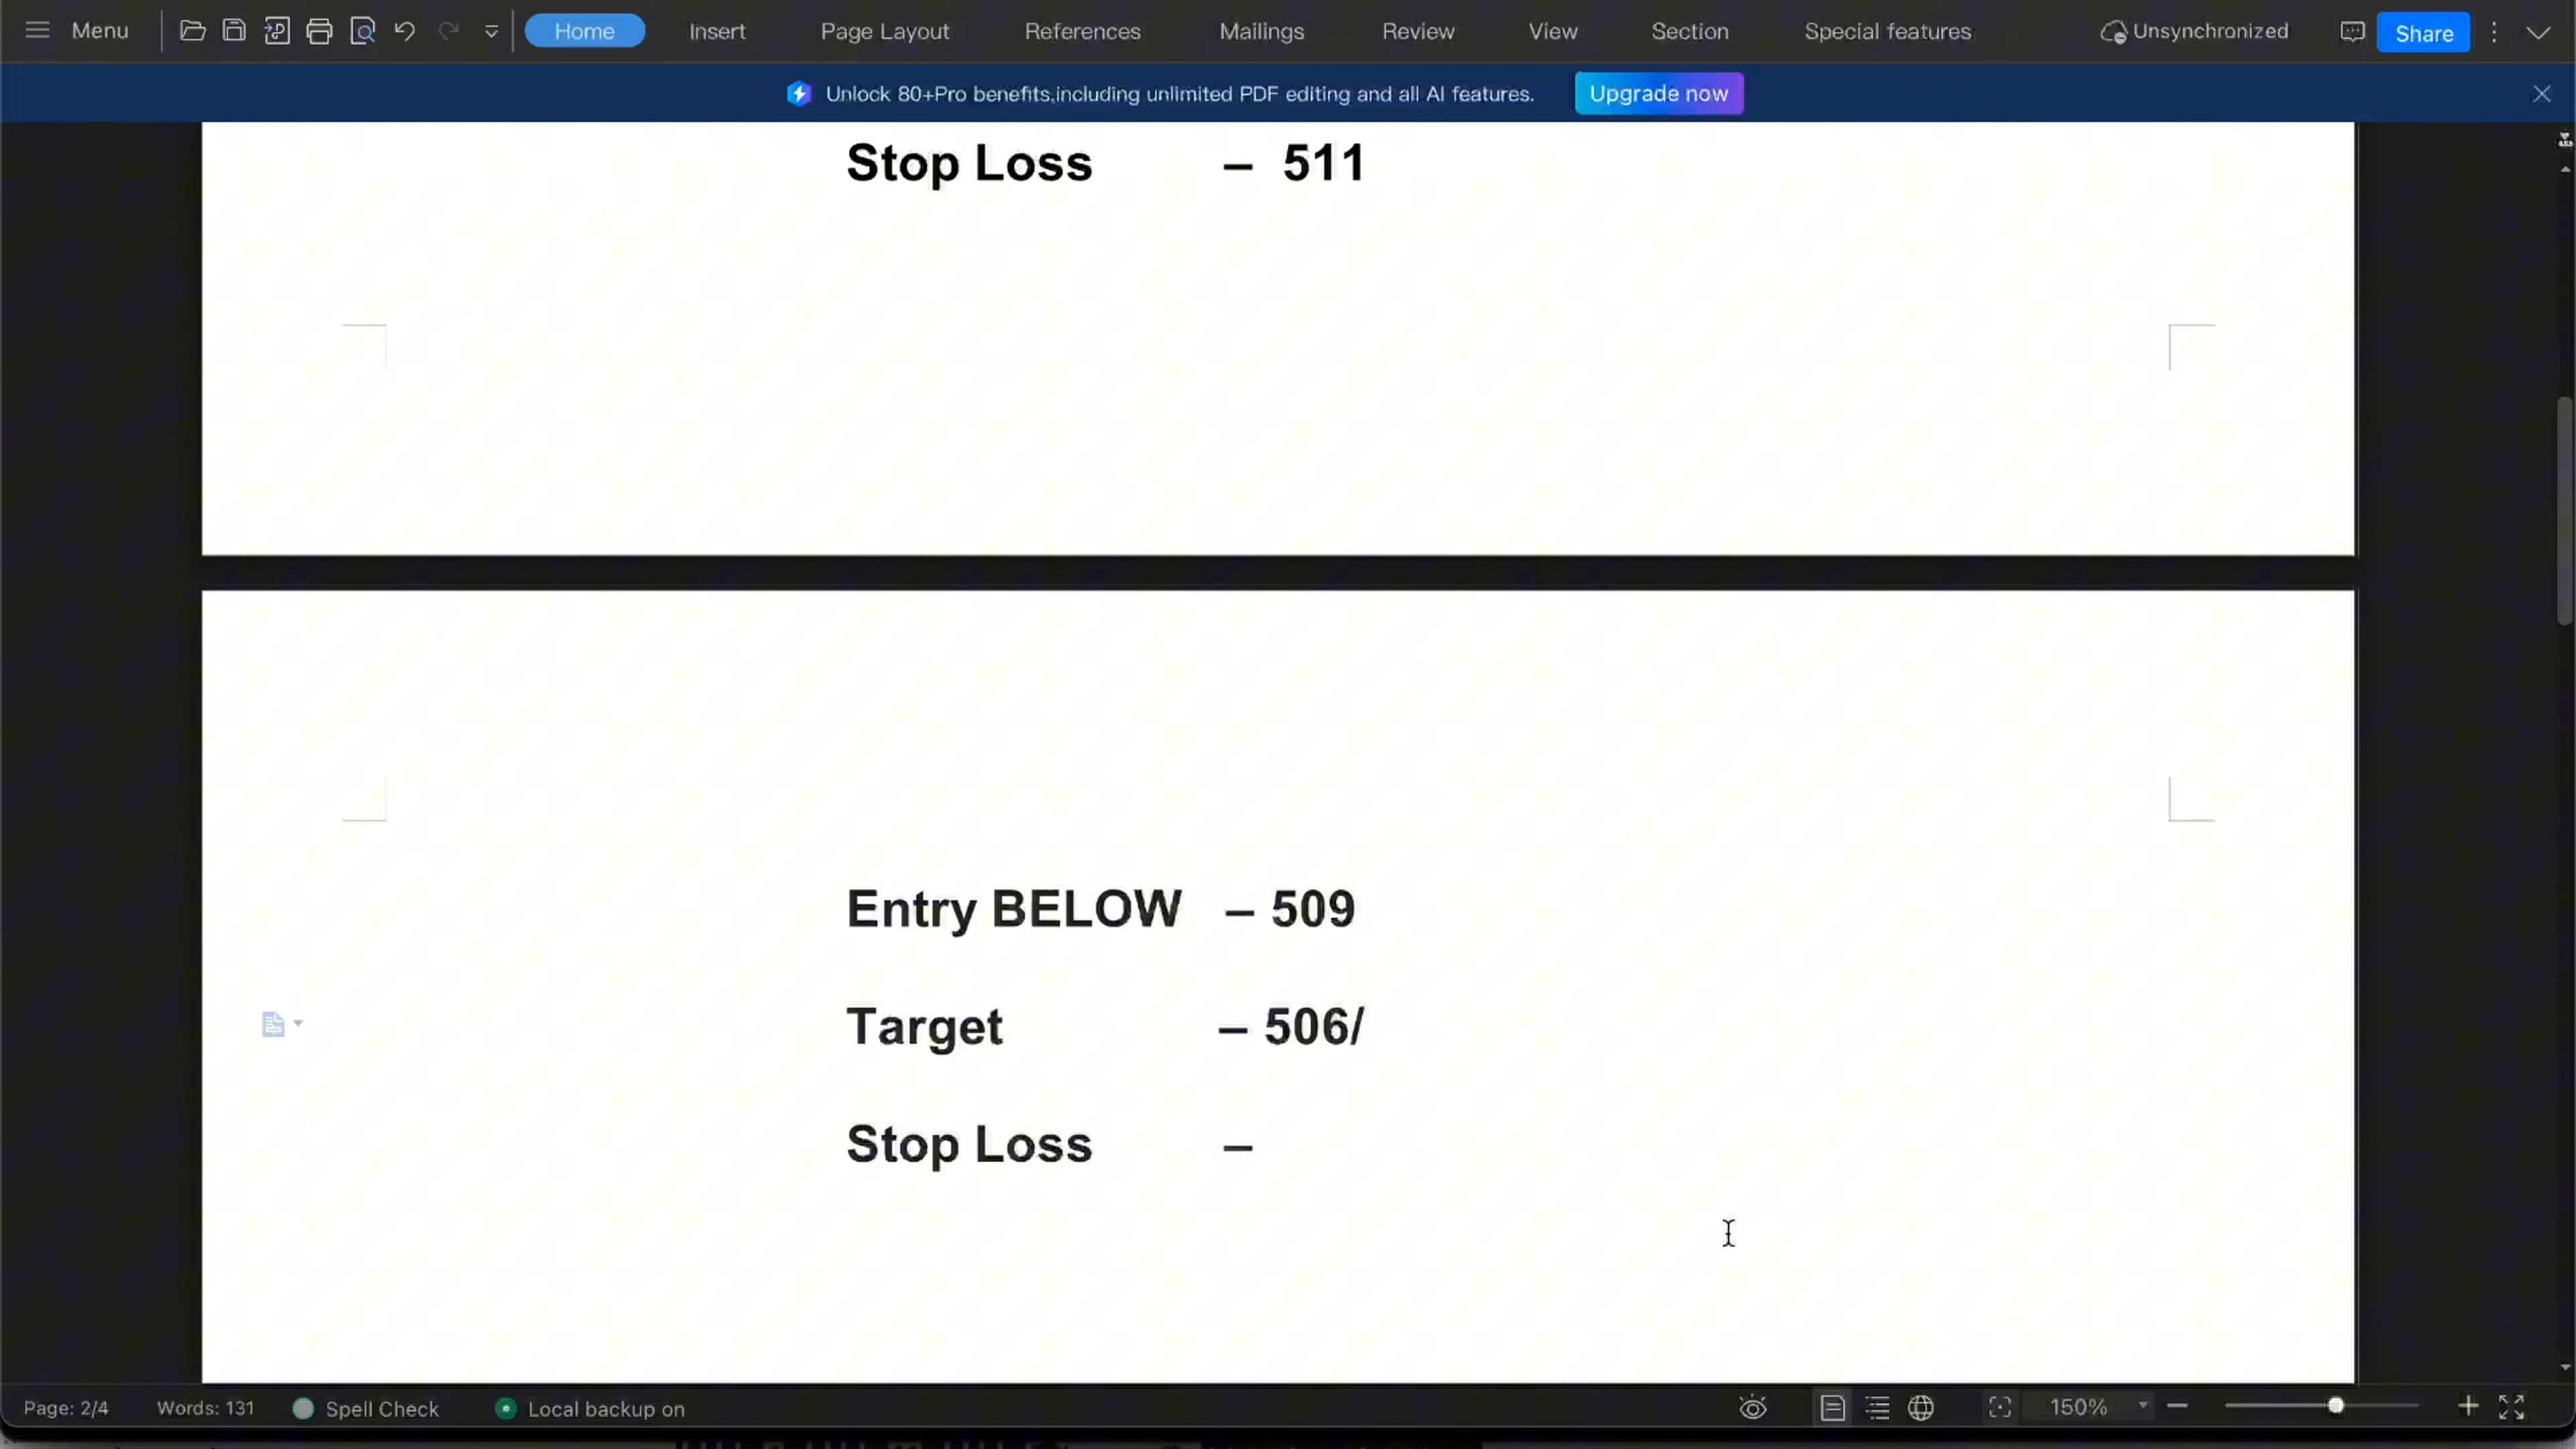 Menu Home Insert Page Layout References Mailings Review View Section Special features Unsynchronized Share
Unlock 80+Pro benefits,including unlimited PDF editing and all AI features. Upgrade now
Stop Loss – 511
Entry BELOW – 509
Target – 506/
Stop Loss –
Page: 2/4 Words: 131 Spell Check Local backup on 150%